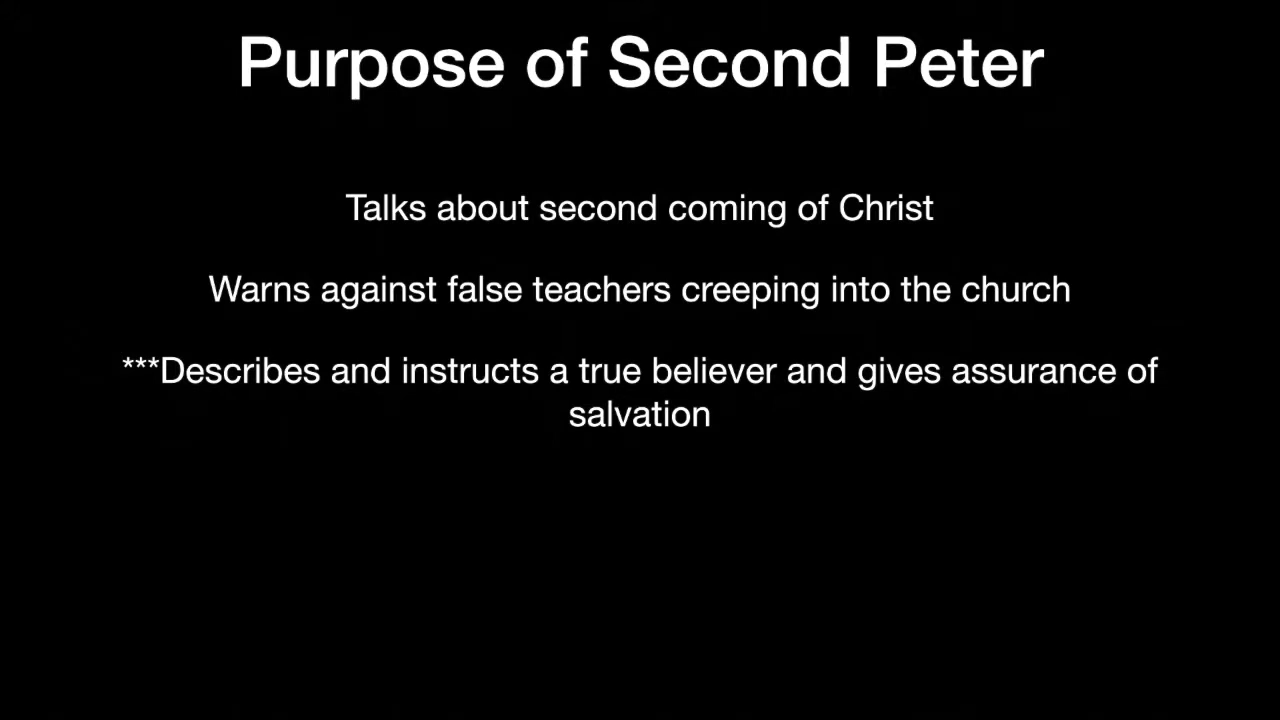 Purpose of Second Peter
Talks about second coming of Christ
Warns against false teachers creeping into the church
***Describes and instructs a true believer and gives assurance of
salvation